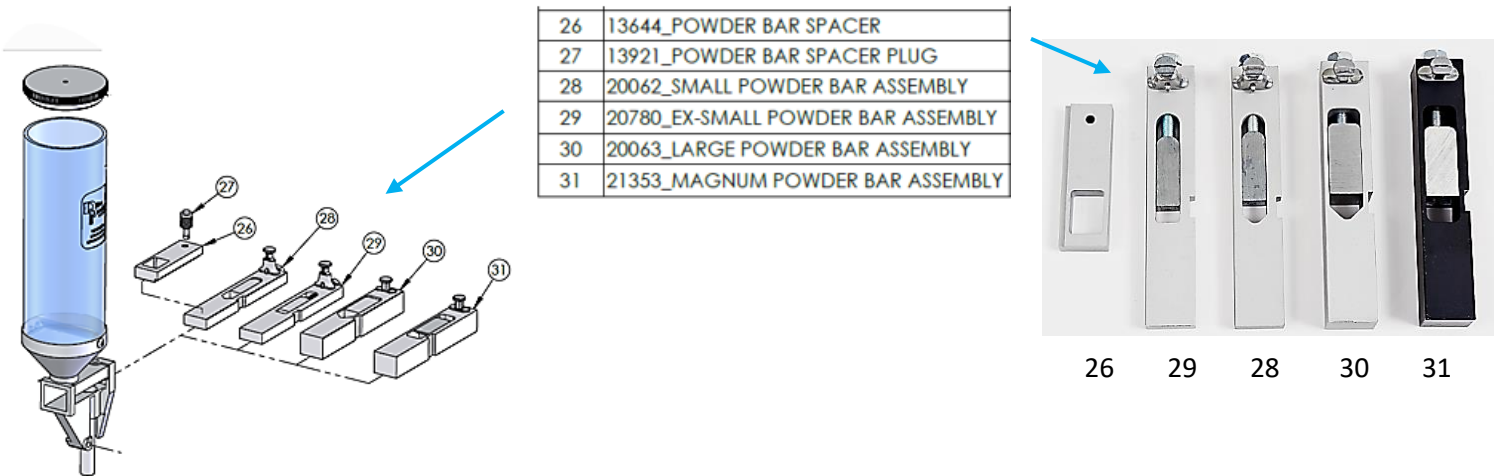 26 13644_POWDER BAR SPACER
27 13921_POWDER BAR SPACER PLUG
28 20062_SMALL POWDER BAR ASSEMBLY
29 20780_EX-SMALL POWDER BAR ASSEMBLY
30 20063_LARGE POWDER BAR ASSEMBLY
31 21353_MAGNUM POWDER BAR ASSEMBLY
27
26
28
29
30
31
26 29 28 30 31